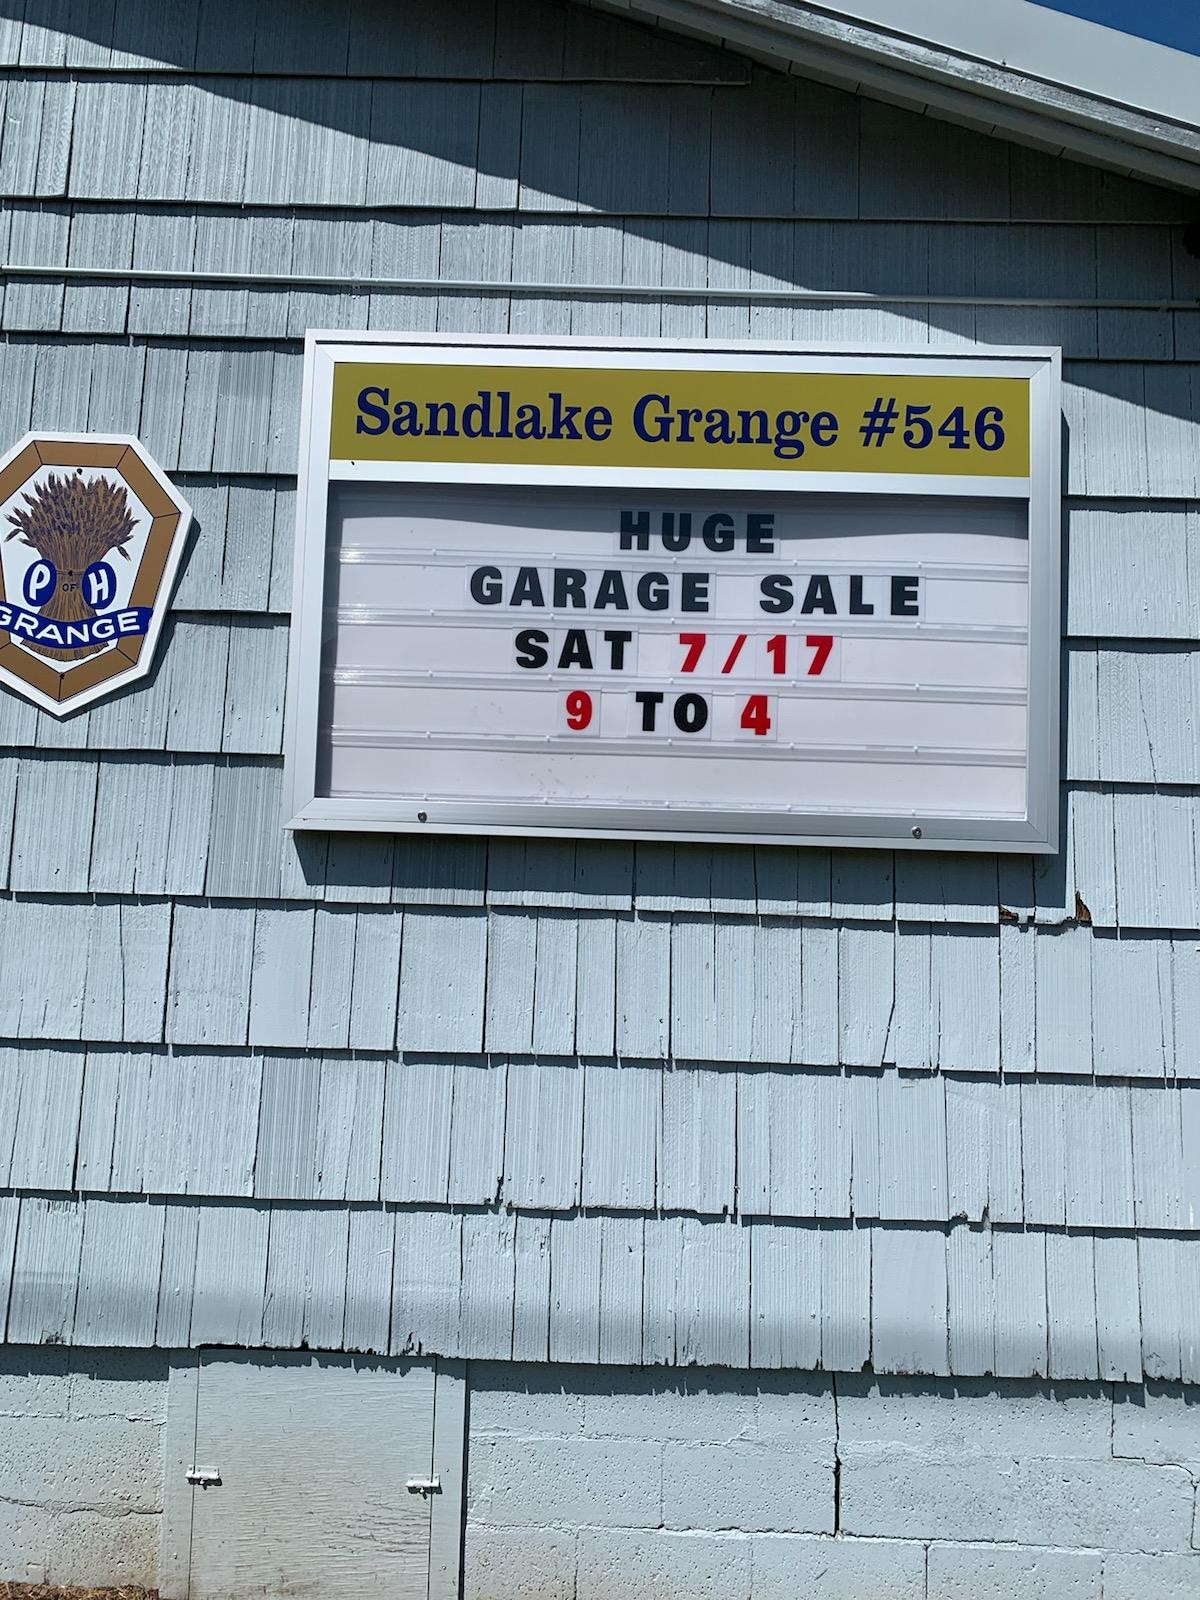 Sandlake Grange #546
HUGE
GARAGE SALE
SAT 7/17
9 TO 4
P OF H
GRANGE